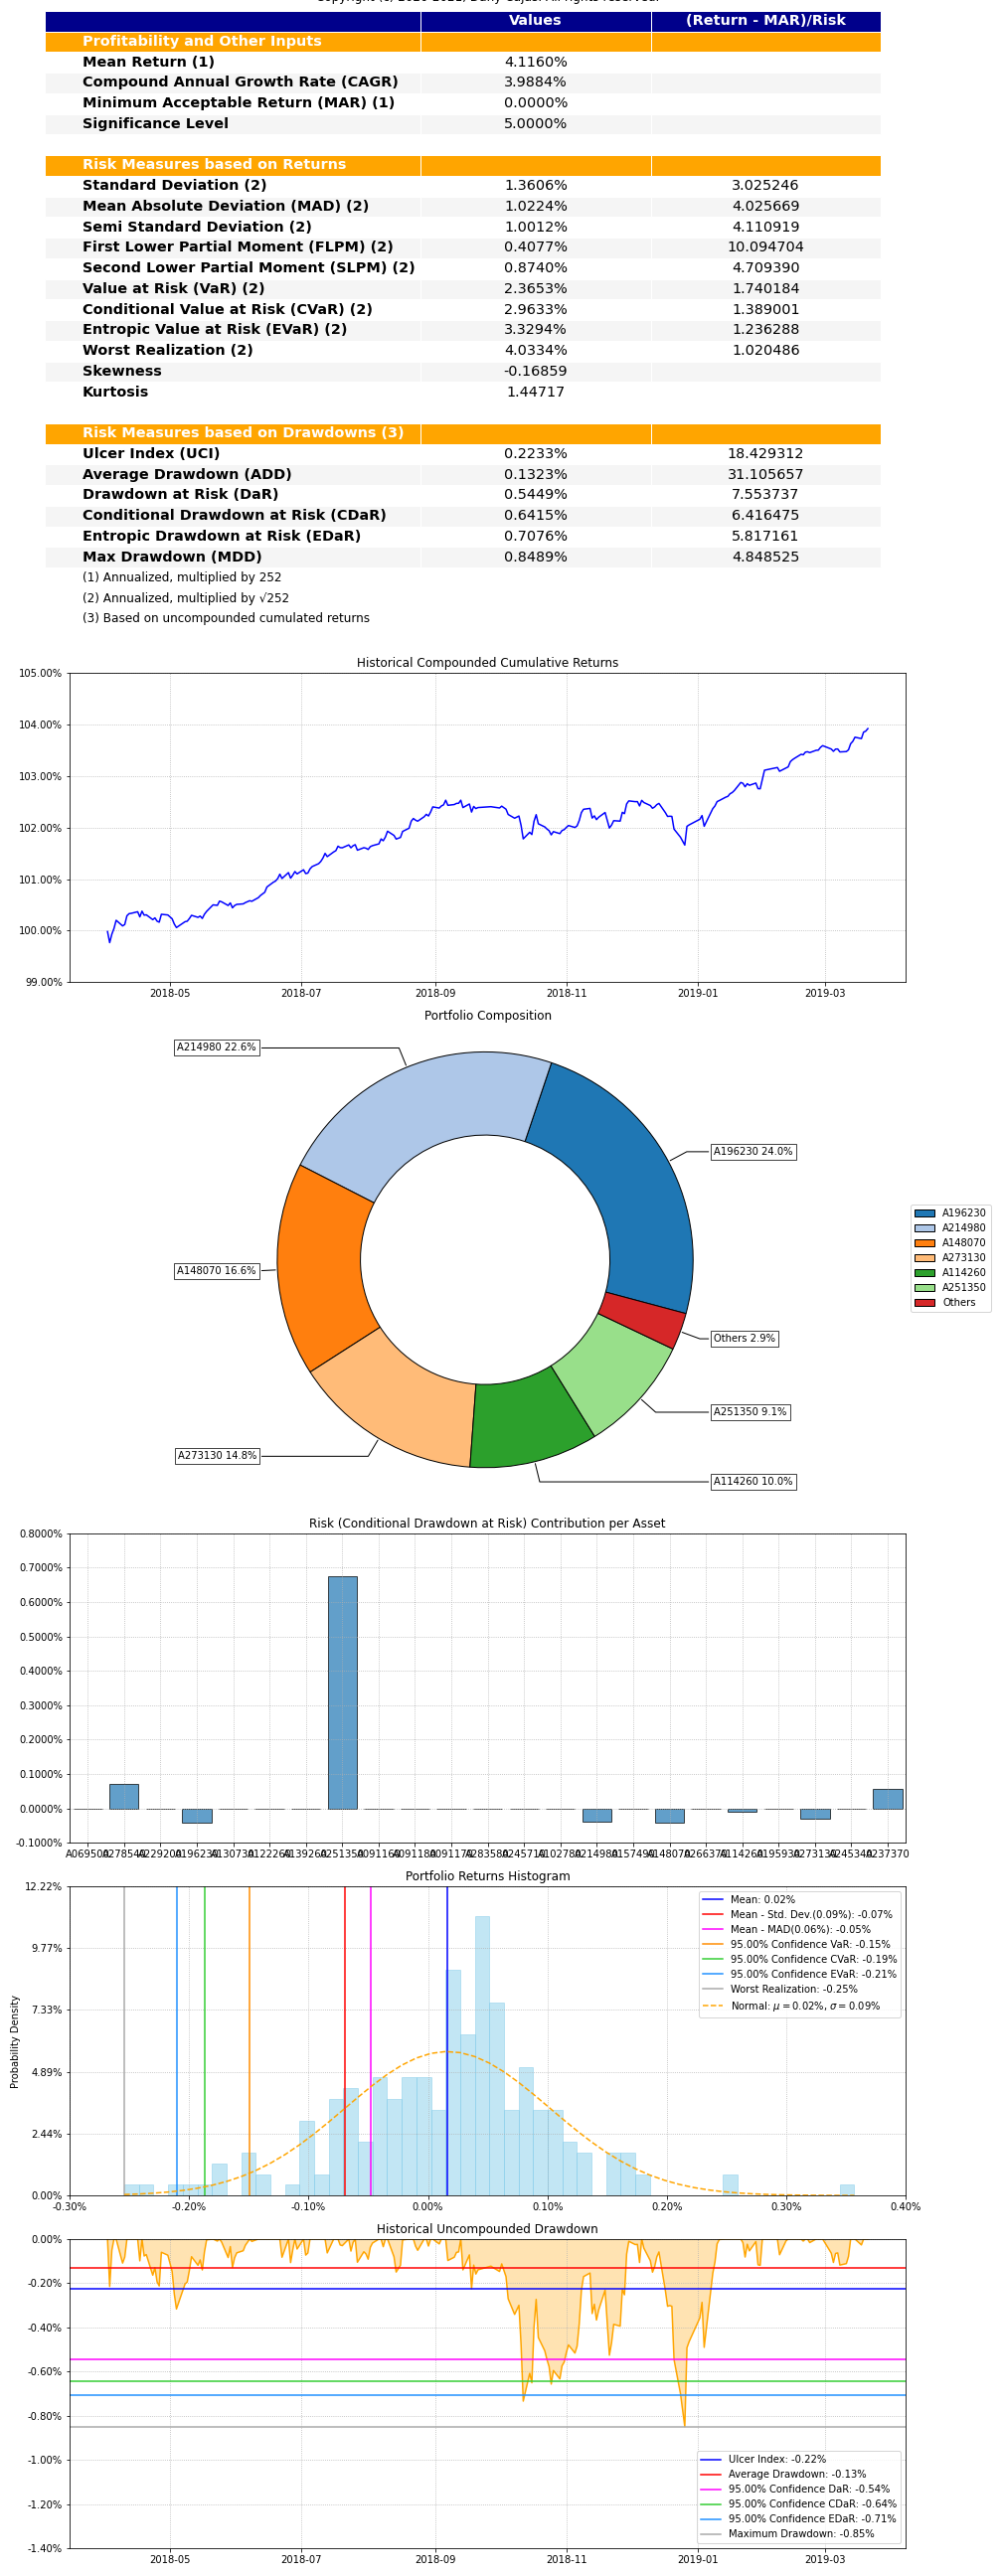 Values (Return - MAR)/Risk
Profitability and Other Inputs
Mean Return (1) 4.1160%
Compound Annual Growth Rate (CAGR) 3.9884%
Minimum Acceptable Return (MAR) (1) 0.0000%
Significance Level 5.0000%
Risk Measures based on Returns
Standard Deviation (2) 1.3606% 3.025246
Mean Absolute Deviation (MAD) (2) 1.0224% 4.025669
Semi Standard Deviation (2) 1.0012% 4.110919
First Lower Partial Moment (FLPM) (2) 0.4077% 10.094704
Second Lower Partial Moment (SLPM) (2) 0.8740% 4.709390
Value at Risk (VaR) (2) 2.3653% 1.740184
Conditional Value at Risk (CVaR) (2) 2.9633% 1.389001
Entropic Value at Risk (EVaR) (2) 3.3294% 1.236288
Worst Realization (2) 4.0334% 1.020486
Skewness -0.16859
Kurtosis 1.44717
Risk Measures based on Drawdowns (3)
Ulcer Index (UCI) 0.2233% 18.429312
Average Drawdown (ADD) 0.1323% 31.105657
Drawdown at Risk (DaR) 0.5449% 7.553737
Conditional Drawdown at Risk (CDaR) 0.6415% 6.416475
Entropic Drawdown at Risk (EDaR) 0.7076% 5.817161
Max Drawdown (MDD) 0.8489% 4.848525
(1) Annualized, multiplied by 252
(2) Annualized, multiplied by √252
(3) Based on uncompounded cumulated returns
Historical Compounded Cumulative Returns
105.00%
104.00%
103.00%
102.00%
101.00%
100.00%
99.00%
2018-05 2018-07 2018-09 2018-11 2019-01 2019-03
Portfolio Composition
A214980 22.6%
A196230 24.0%
A148070 16.6%
Others 2.9%
A251350 9.1%
A273130 14.8%
A114260 10.0%
A196230
A214980
A148070
A273130
A114260
A251350
Others
Risk (Conditional Drawdown at Risk) Contribution per Asset
0.8000%
0.7000%
0.6000%
0.5000%
0.4000%
0.3000%
0.2000%
0.1000%
0.0000%
-0.1000%
Portfolio Returns Histogram
Probability Density
12.22%
9.77%
7.33%
4.89%
2.44%
0.00%
-0.30% -0.20% -0.10% 0.00% 0.10% 0.20% 0.30% 0.40%
Mean: 0.02%
Mean - Std. Dev.(0.09%): -0.07%
Mean - MAD(0.06%): -0.05%
95.00% Confidence VaR: -0.15%
95.00% Confidence CVaR: -0.19%
95.00% Confidence EVaR: -0.21%
Worst Realization: -0.25%
Normal: μ = 0.02%, σ = 0.09%
Historical Uncompounded Drawdown
0.00%
-0.20%
-0.40%
-0.60%
-0.80%
-1.00%
-1.20%
-1.40%
2018-05 2018-07 2018-09 2018-11 2019-01 2019-03
Ulcer Index: -0.22%
Average Drawdown: -0.13%
95.00% Confidence DaR: -0.54%
95.00% Confidence CDaR: -0.64%
95.00% Confidence EDaR: -0.71%
Maximum Drawdown: -0.85%